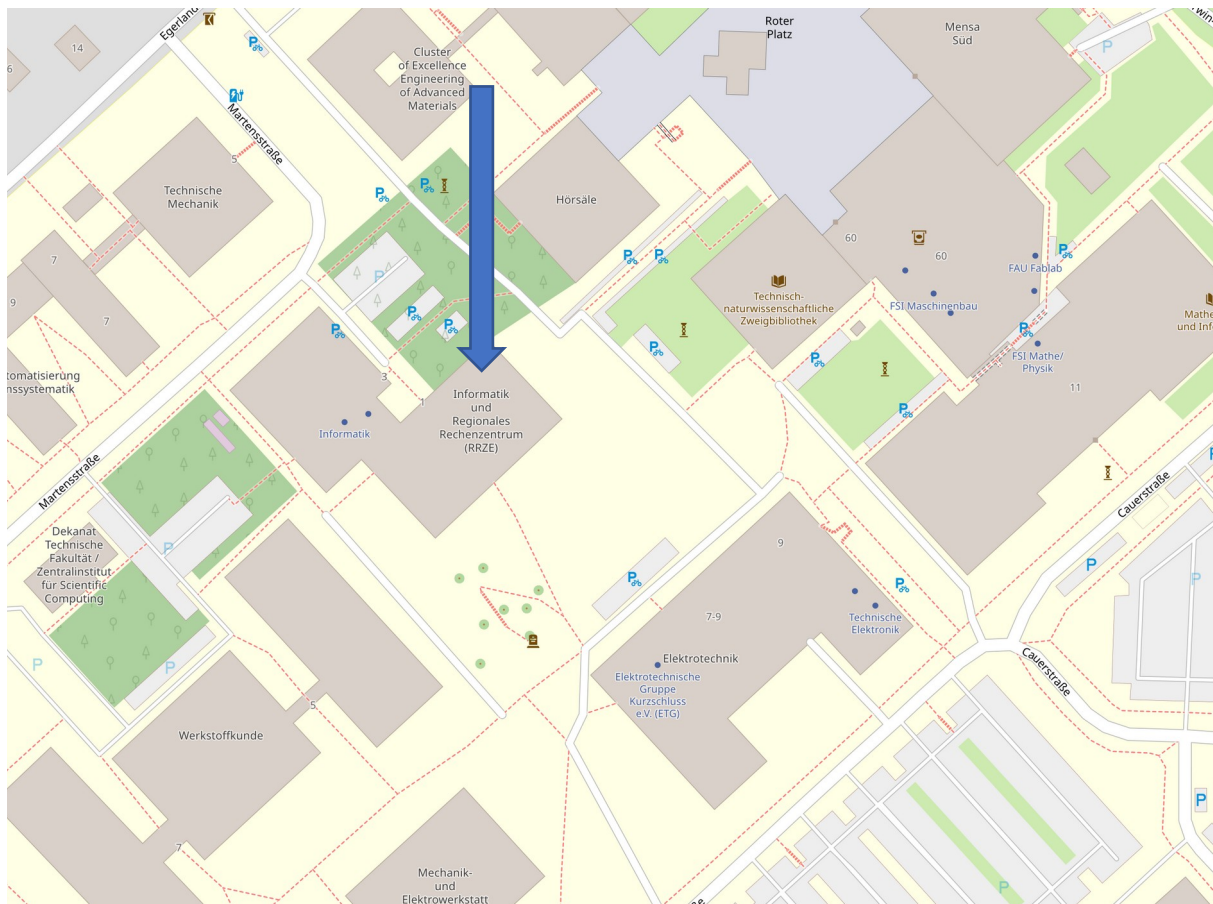 Egerland
14
6
P
Cluster
of Excellence
Engineering
of Advanced
Materials
Roter
Platz
Mensa
Süd
P
Martensstraße
5
Technische
Mechanik
P
P
Hörsäle
60
60
P
P
P
FAU Fablab
7
7
9
P
P
P
P
Technisch-
naturwissenschaftliche
Zweigbibliothek
FSI Maschinenbau
P
FSI Mathe/
Physik
Mathe
und Inf
P
P
11
P
tomatisierung
nssystematik
3
1
Informatik
Informatik
und
Regionales
Rechenzentrum
(RRZE)
Martensstraße
P
Cauerstraße
P
Dekanat
Technische
Fakultät /
Zentralinstitut
für Scientific
Computing
P
9
7-9
P
P
P
P
Technische
Elektronik
Elektrotechnik
Elektrotechnische
Gruppe
Kurzschluss
e.V. (ETG)
Cauerstraße
P
P
5
Werkstoffkunde
7
P
Mechanik-
und
Elektrowerkstatt
P